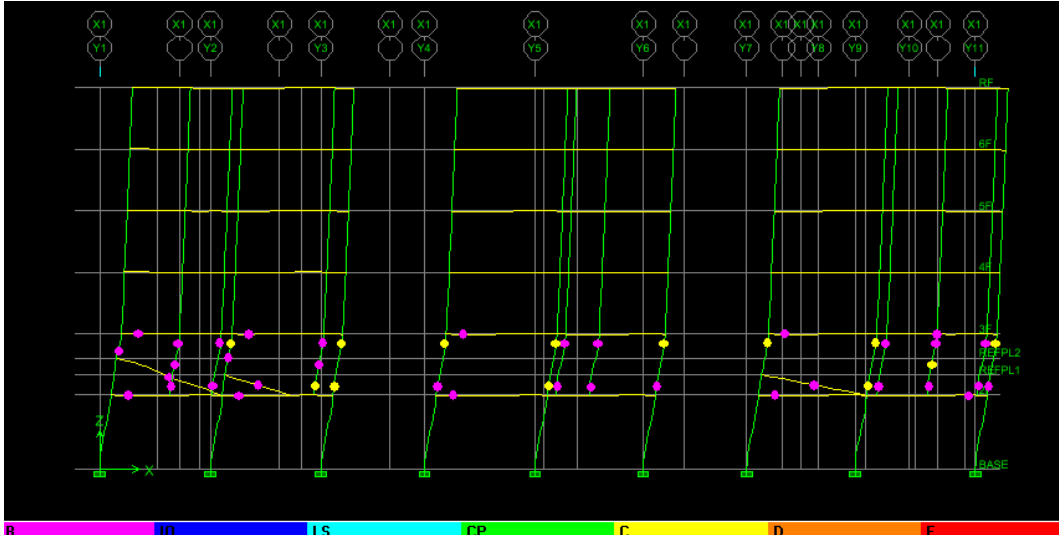 X1 X1 X1 X1 X1 X1 X1 X1 X1 X1 X1 X1 X1 X1 X1 X1 X1
Y1 Y2 Y3 Y4 Y5 Y6 Y7 Y8 Y9 Y10 Y11
RF
6F
5F
4F
3F
REFPL2
REFPL1
Z
X
BASE
B IO LS CP C D E